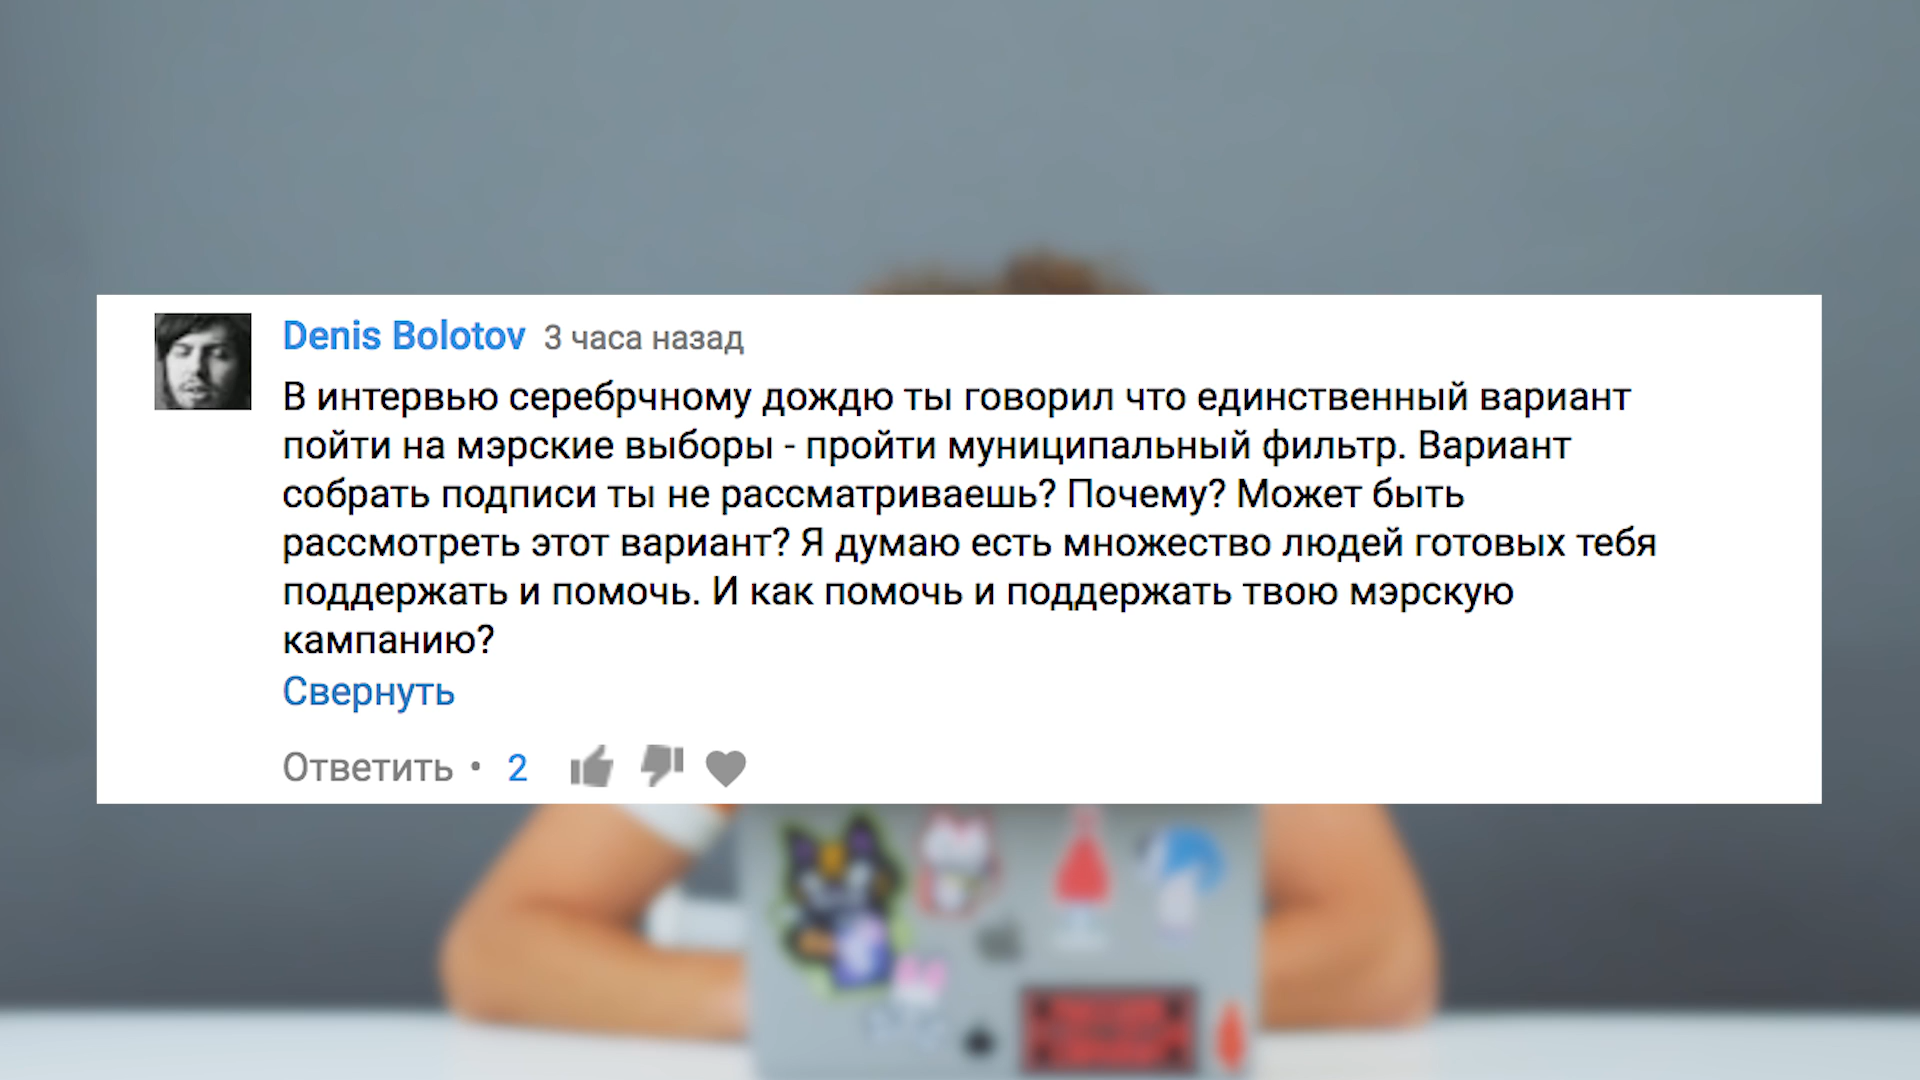 Denis Bolotov 3 часа назад
В интервью серебрчному дождю ты говорил что единственный вариант
пойти на мэрские выборы - пройти муниципальный фильтр. Вариант
собрать подписи ты не рассматриваешь? Почему? Может быть
рассмотреть этот вариант? Я думаю есть множество людей готовых тебя
поддержать и помочь. И как помочь и поддержать твою мэрскую
кампанию?
Свернуть
Ответить • 2